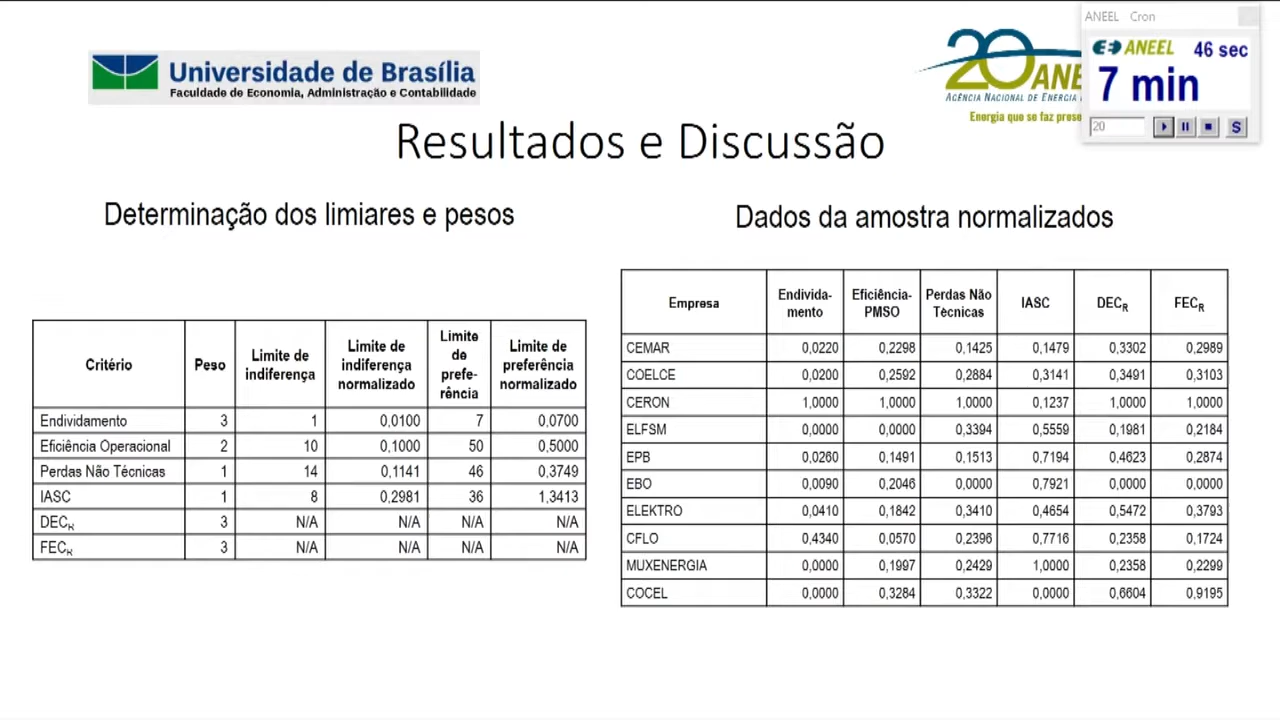 ANEEL Cron
ANEEL 46 sec
7 min
20
S
Universidade de Brasília
Faculdade de Economia, Administração e Contabilidade
20 ANE
AGÊNCIA NACIONAL DE ENERGIA
Energia que se faz prese
Resultados e Discussão
Determinação dos limiares e pesos
Critério Peso Limite de indiferença Limite de indiferença normalizado Limite de prefe-rência Limite de preferência normalizado
Endividamento 3 1 0,0100 7 0,0700
Eficiência Operacional 2 10 0,1000 50 0,5000
Perdas Não Técnicas 1 14 0,1141 46 0,3749
IASC 1 8 0,2981 36 1,3413
DECR 3 N/A N/A N/A N/A
FECR 3 N/A N/A N/A N/A
Dados da amostra normalizados
Empresa Endivida-mento Eficiência-PMSO Perdas Não Técnicas IASC DECR FECR
CEMAR 0,0220 0,2298 0,1425 0,1479 0,3302 0,2989
COELCE 0,0200 0,2592 0,2884 0,3141 0,3491 0,3103
CERON 1,0000 1,0000 1,0000 0,1237 1,0000 1,0000
ELFSM 0,0000 0,0000 0,3394 0,5559 0,1981 0,2184
EPB 0,0260 0,1491 0,1513 0,7194 0,4623 0,2874
EBO 0,0090 0,2046 0,0000 0,7921 0,0000 0,0000
ELEKTRO 0,0410 0,1842 0,3410 0,4654 0,5472 0,3793
CFLO 0,4340 0,0570 0,2396 0,7716 0,2358 0,1724
MUXENERGIA 0,0000 0,1997 0,2429 1,0000 0,2358 0,2299
COCEL 0,0000 0,3284 0,3322 0,0000 0,6604 0,9195